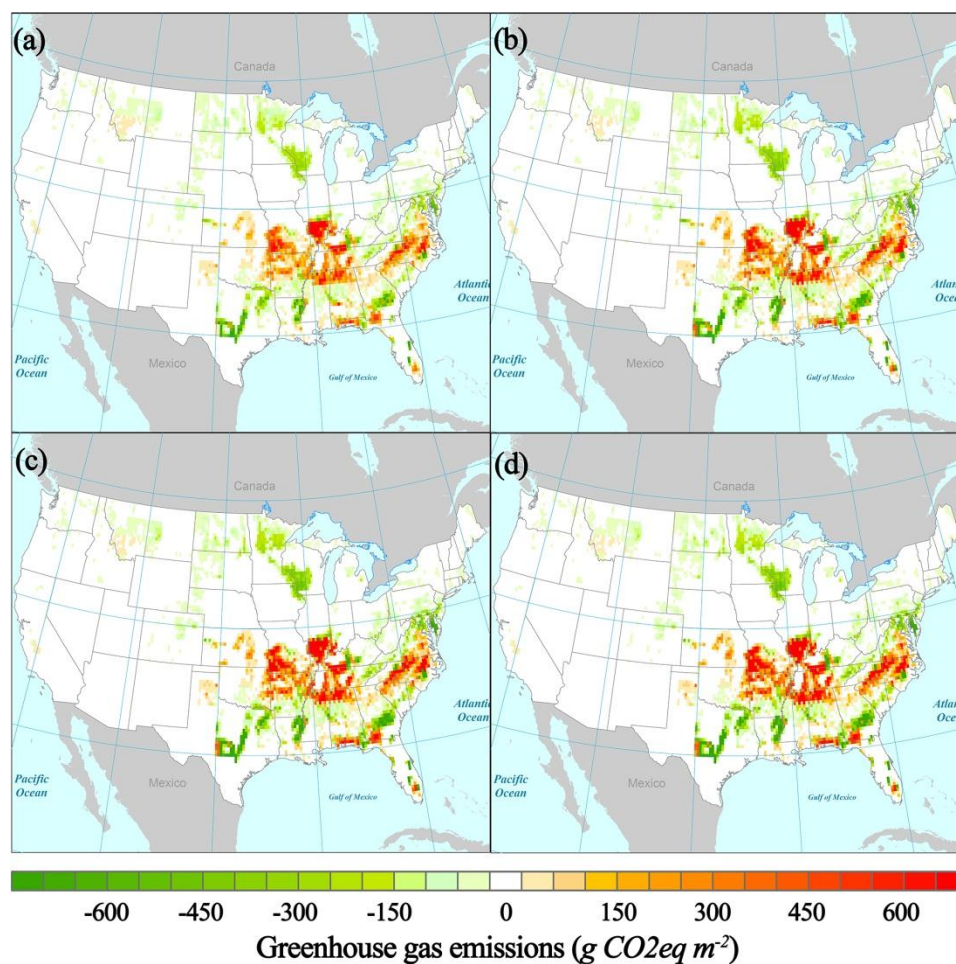 (a)
(b)
Canada
Canada
Atlantic
Ocean
Atla
Oce
Mexico
Mexico
Pacific
Ocean
Gulf of Mexico
Pacific
Ocean
Gulf of Mexico
(c)
(d)
Canada
Canada
Atlantic
Ocean
Atla
Oce
Mexico
Mexico
Pacific
Ocean
Gulf of Mexico
Pacific
Ocean
Gulf of Mexico
-600 -450 -300 -150 0 150 300 450 600
Greenhouse gas emissions (g CO2eq m⁻²)